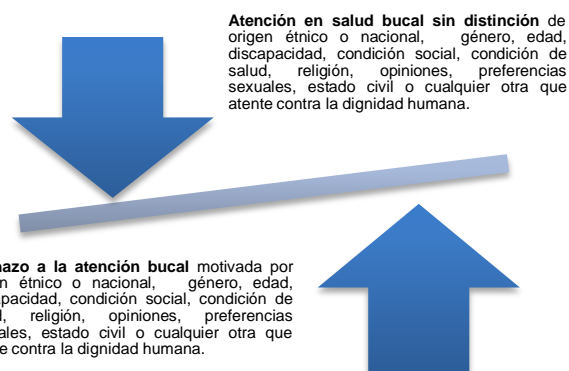 Atención en salud bucal sin distinción de
origen étnico o nacional, género, edad,
discapacidad, condición social, condición de
salud, religión, opiniones, preferencias
sexuales, estado civil o cualquier otra que
atente contra la dignidad humana.
azo a la atención bucal motivada por
n étnico o nacional, género, edad,
apacidad, condición social, condición de
, religión, opiniones, preferencias
ales, estado civil o cualquier otra que
e contra la dignidad humana.